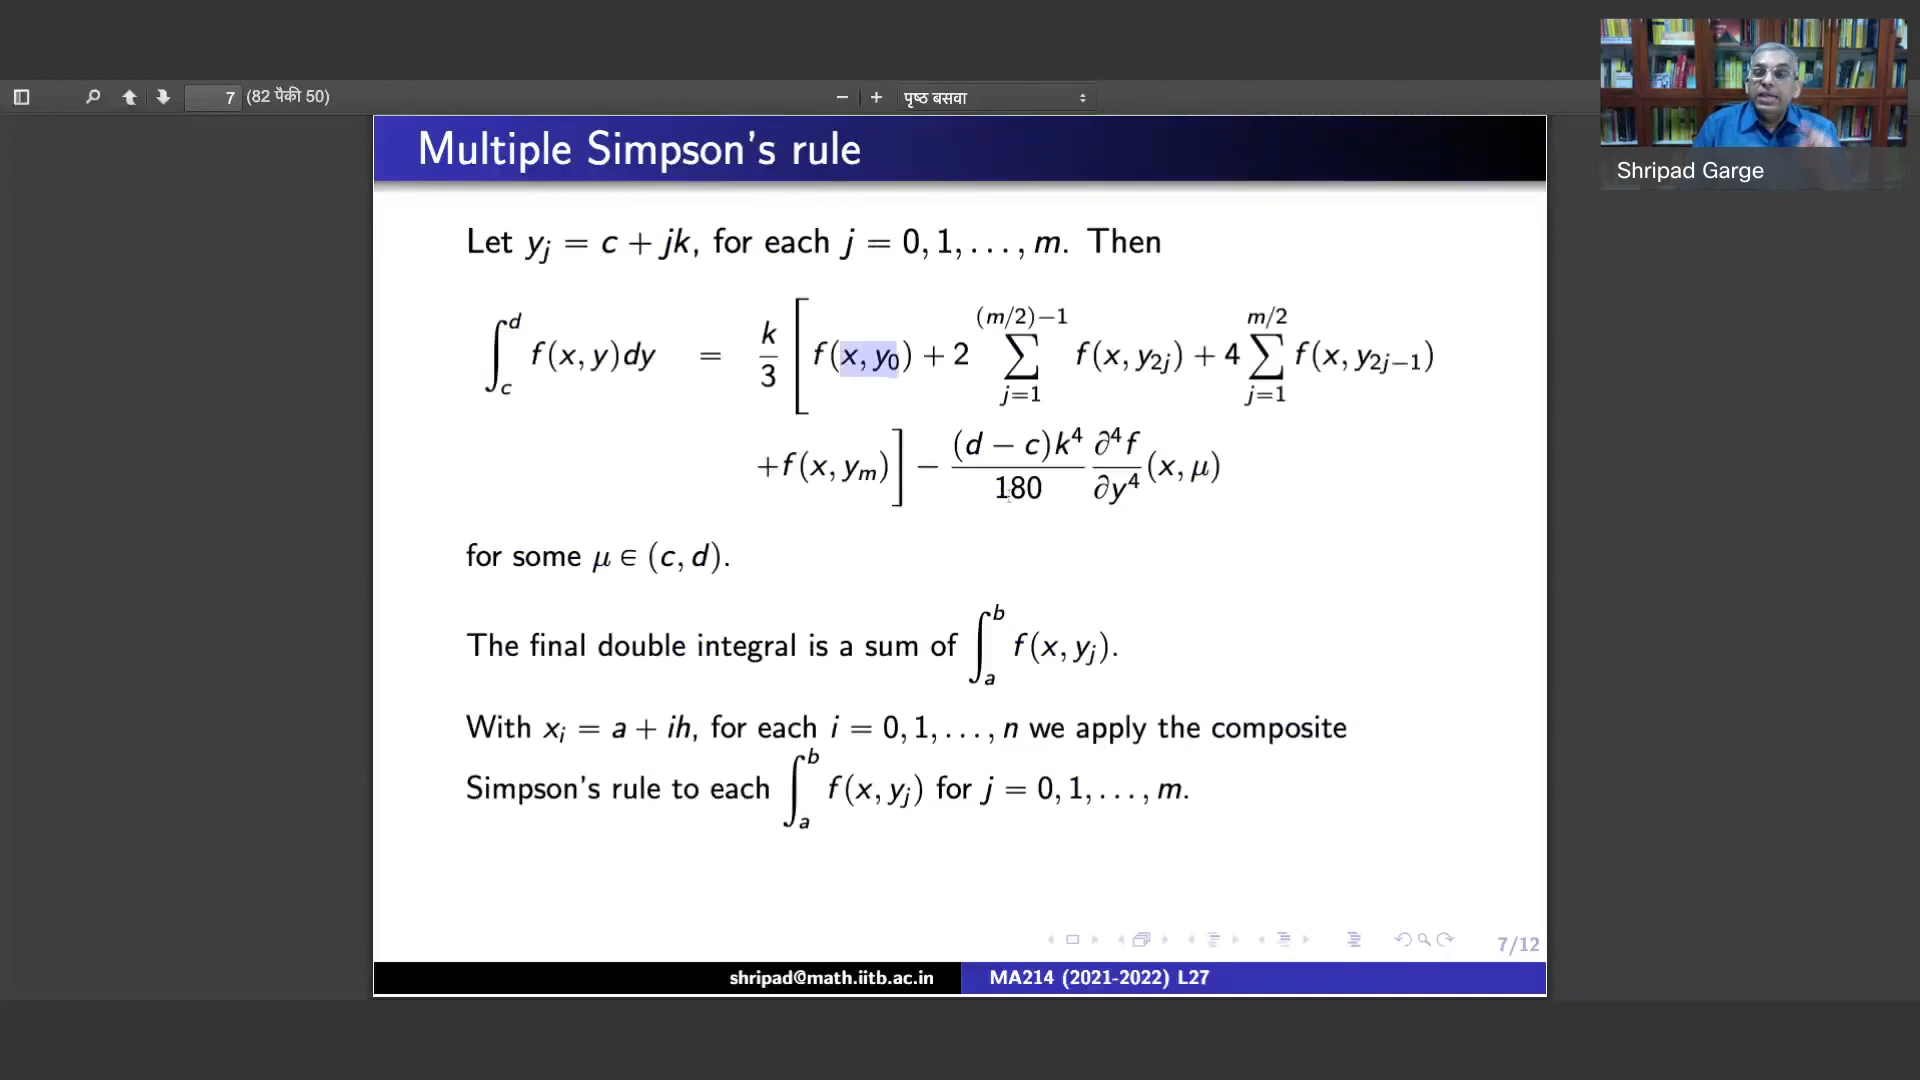 7 (82 पैकी 50)
पृष्ठ बसवा
Shripad Garge
Multiple Simpson's rule
Let y_j = c + jk, for each j = 0, 1, . . . , m. Then
∫_c^d f(x, y)dy = k/3 [ f(x, y_0) + 2 ∑_{j=1}^{(m/2)−1} f(x, y_{2j}) + 4 ∑_{j=1}^{m/2} f(x, y_{2j−1})
+f(x, y_m) ] − (d − c)k^4/180 ∂^4 f/∂y^4 (x, μ)
for some μ ∈ (c, d).
The final double integral is a sum of ∫_a^b f(x, y_j).
With x_i = a + ih, for each i = 0, 1, . . . , n we apply the composite
Simpson's rule to each ∫_a^b f(x, y_j) for j = 0, 1, . . . , m.
7/12
shripad@math.iitb.ac.in MA214 (2021-2022) L27